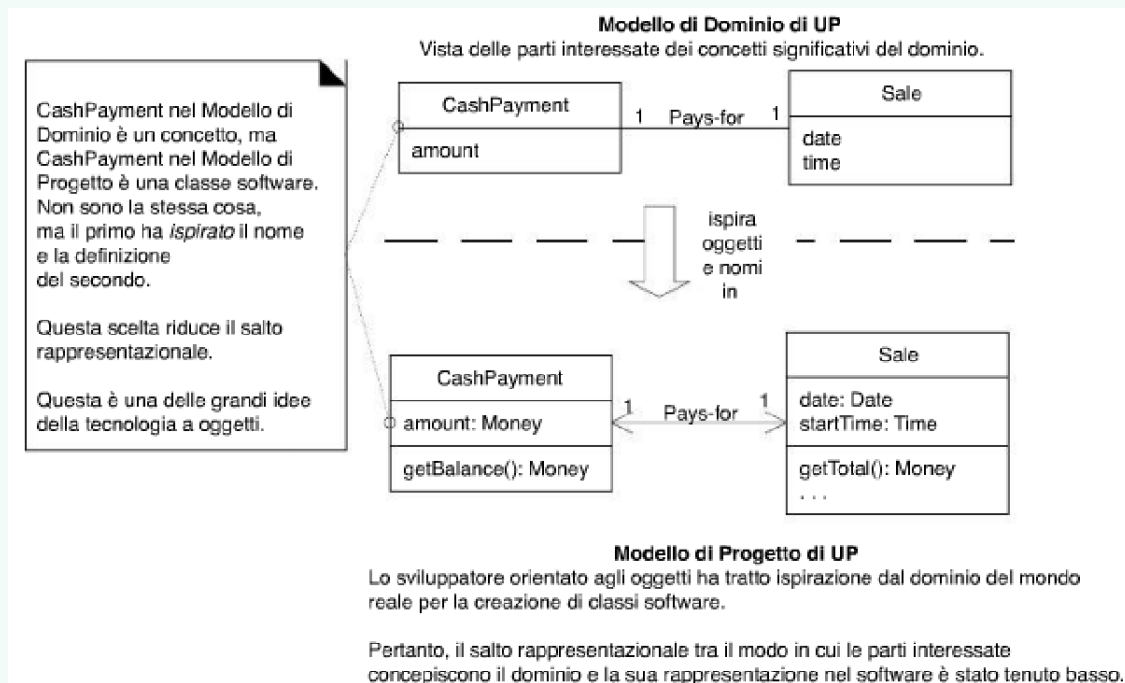 Modello di Dominio di UP
Vista delle parti interessate dei concetti significativi del dominio.
CashPayment nel Modello di
Dominio è un concetto, ma
CashPayment nel Modello di
Progetto è una classe software.
Non sono la stessa cosa,
ma il primo ha ispirato il nome
e la definizione
del secondo.
Questa scelta riduce il salto
rappresentazionale.
Questa è una delle grandi idee
della tecnologia a oggetti.
CashPayment
amount
1 Pays-for 1
Sale
date
time
ispira
oggetti
e nomi
in
CashPayment
amount: Money
getBalance(): Money
1 Pays-for 1
Sale
date: Date
startTime: Time
getTotal(): Money
. . .
Modello di Progetto di UP
Lo sviluppatore orientato agli oggetti ha tratto ispirazione dal dominio del mondo
reale per la creazione di classi software.
Pertanto, il salto rappresentazionale tra il modo in cui le parti interessate
concepiscono il dominio e la sua rappresentazione nel software è stato tenuto basso.